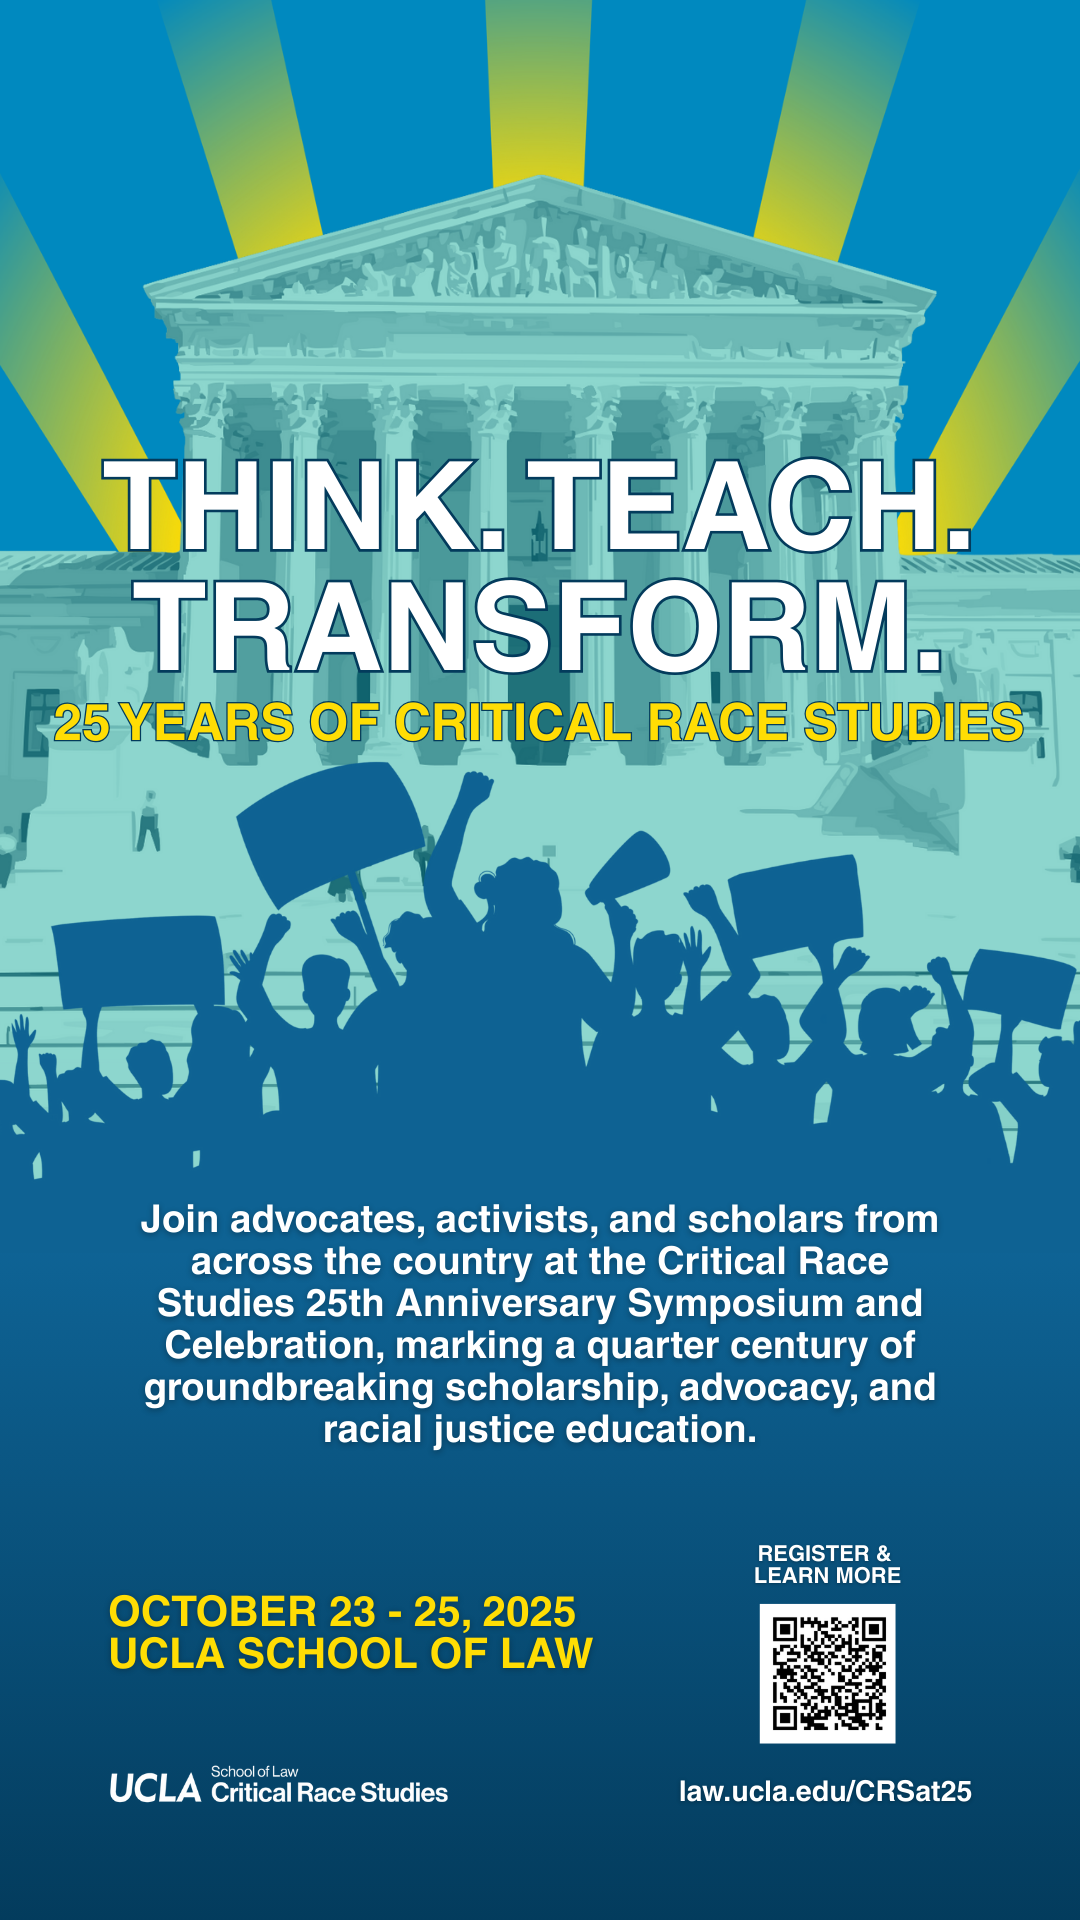 THINK. TEACH.
TRANSFORM.
25 YEARS OF CRITICAL RACE STUDIES
Join advocates, activists, and scholars from
across the country at the Critical Race
Studies 25th Anniversary Symposium and
Celebration, marking a quarter century of
groundbreaking scholarship, advocacy, and
racial justice education.
REGISTER &
LEARN MORE
OCTOBER 23 - 25, 2025
UCLA SCHOOL OF LAW
UCLA School of Law
Critical Race Studies
law.ucla.edu/CRSat25